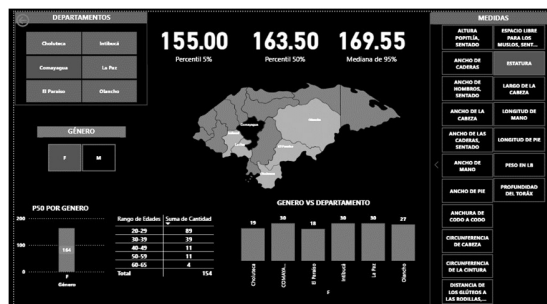 DEPARTAMENTOS
Choluteca
Intibucá
Comayagua
La Paz
El Paraíso
Olancho
GÉNERO
F
M
155.00
Percentil 5%
163.50
Percentil 50%
169.55
Mediana de 95%
P50 POR GENERO
200
100
0
164
F
Género
Rango de Edades Suma de Cantidad
20-29 89
30-39 39
40-49 11
50-59 11
60-65 4
Total 154
GENERO VS DEPARTAMENTO
19
30
18
30
30
27
Choluteca
COMAYA...
El Paraíso
Intibucá
La Paz
Olancho
F
MEDIDAS
ALTURA
POPITLÍA,
SENTADO
ESPACIO LIBRE
PARA LOS
MUSLOS, SENT...
ANCHO DE
CADERAS
ESTATURA
ANCHO DE
HOMBROS,
SENTADO
LARGO DE LA
CABEZA
ANCHO DE LA
CABEZA
LONGITUD DE
MANO
ANCHO DE LAS
CADERAS,
SENTADO
LONGITUD DE PIE
ANCHO DE
MANO
PESO EN LB
ANCHO DE PIE
PROFUNDIDAD
DEL TORÁX
ANCHURA DE
CODO A CODO
CIRCUNFERENCIA
DE CABEZA
CIRCUNFERENCIA
DE LA CINTURA
DISTANCIA DE
LOS GLÚTEOS A
LAS RODILLAS,...